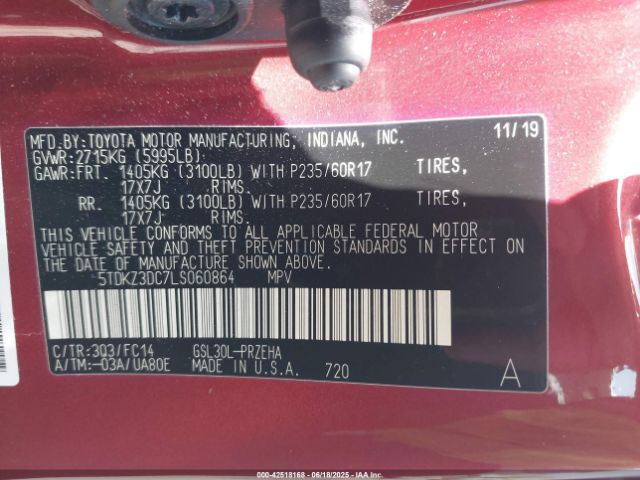 MFD.BY:TOYOTA MOTOR MANUFACTURING, INDIANA, INC. 11/19
GVWR:2715KG (5995LB)
GAWR:FRT. 1405KG (3100LB) WITH P235/60R17 TIRES,
17X7J RIMS.
RR. 1405KG (3100LB) WITH P235/60R17 TIRES,
17X7J RIMS.
THIS VEHICLE CONFORMS TO ALL APPLICABLE FEDERAL MOTOR
VEHICLE SAFETY AND THEFT PREVENTION STANDARDS IN EFFECT ON
THE DATE OF MANUFACTURE SHOWN ABOVE.
5TDKZ3DC7LS060864 MPV
C/TR:3Q3/FC14 GSL30L-PRZEHA
A/TM:-03A/UA80E MADE IN U.S.A. 720 A
000-42518168 - 06/18/2025 - IAAI.COM